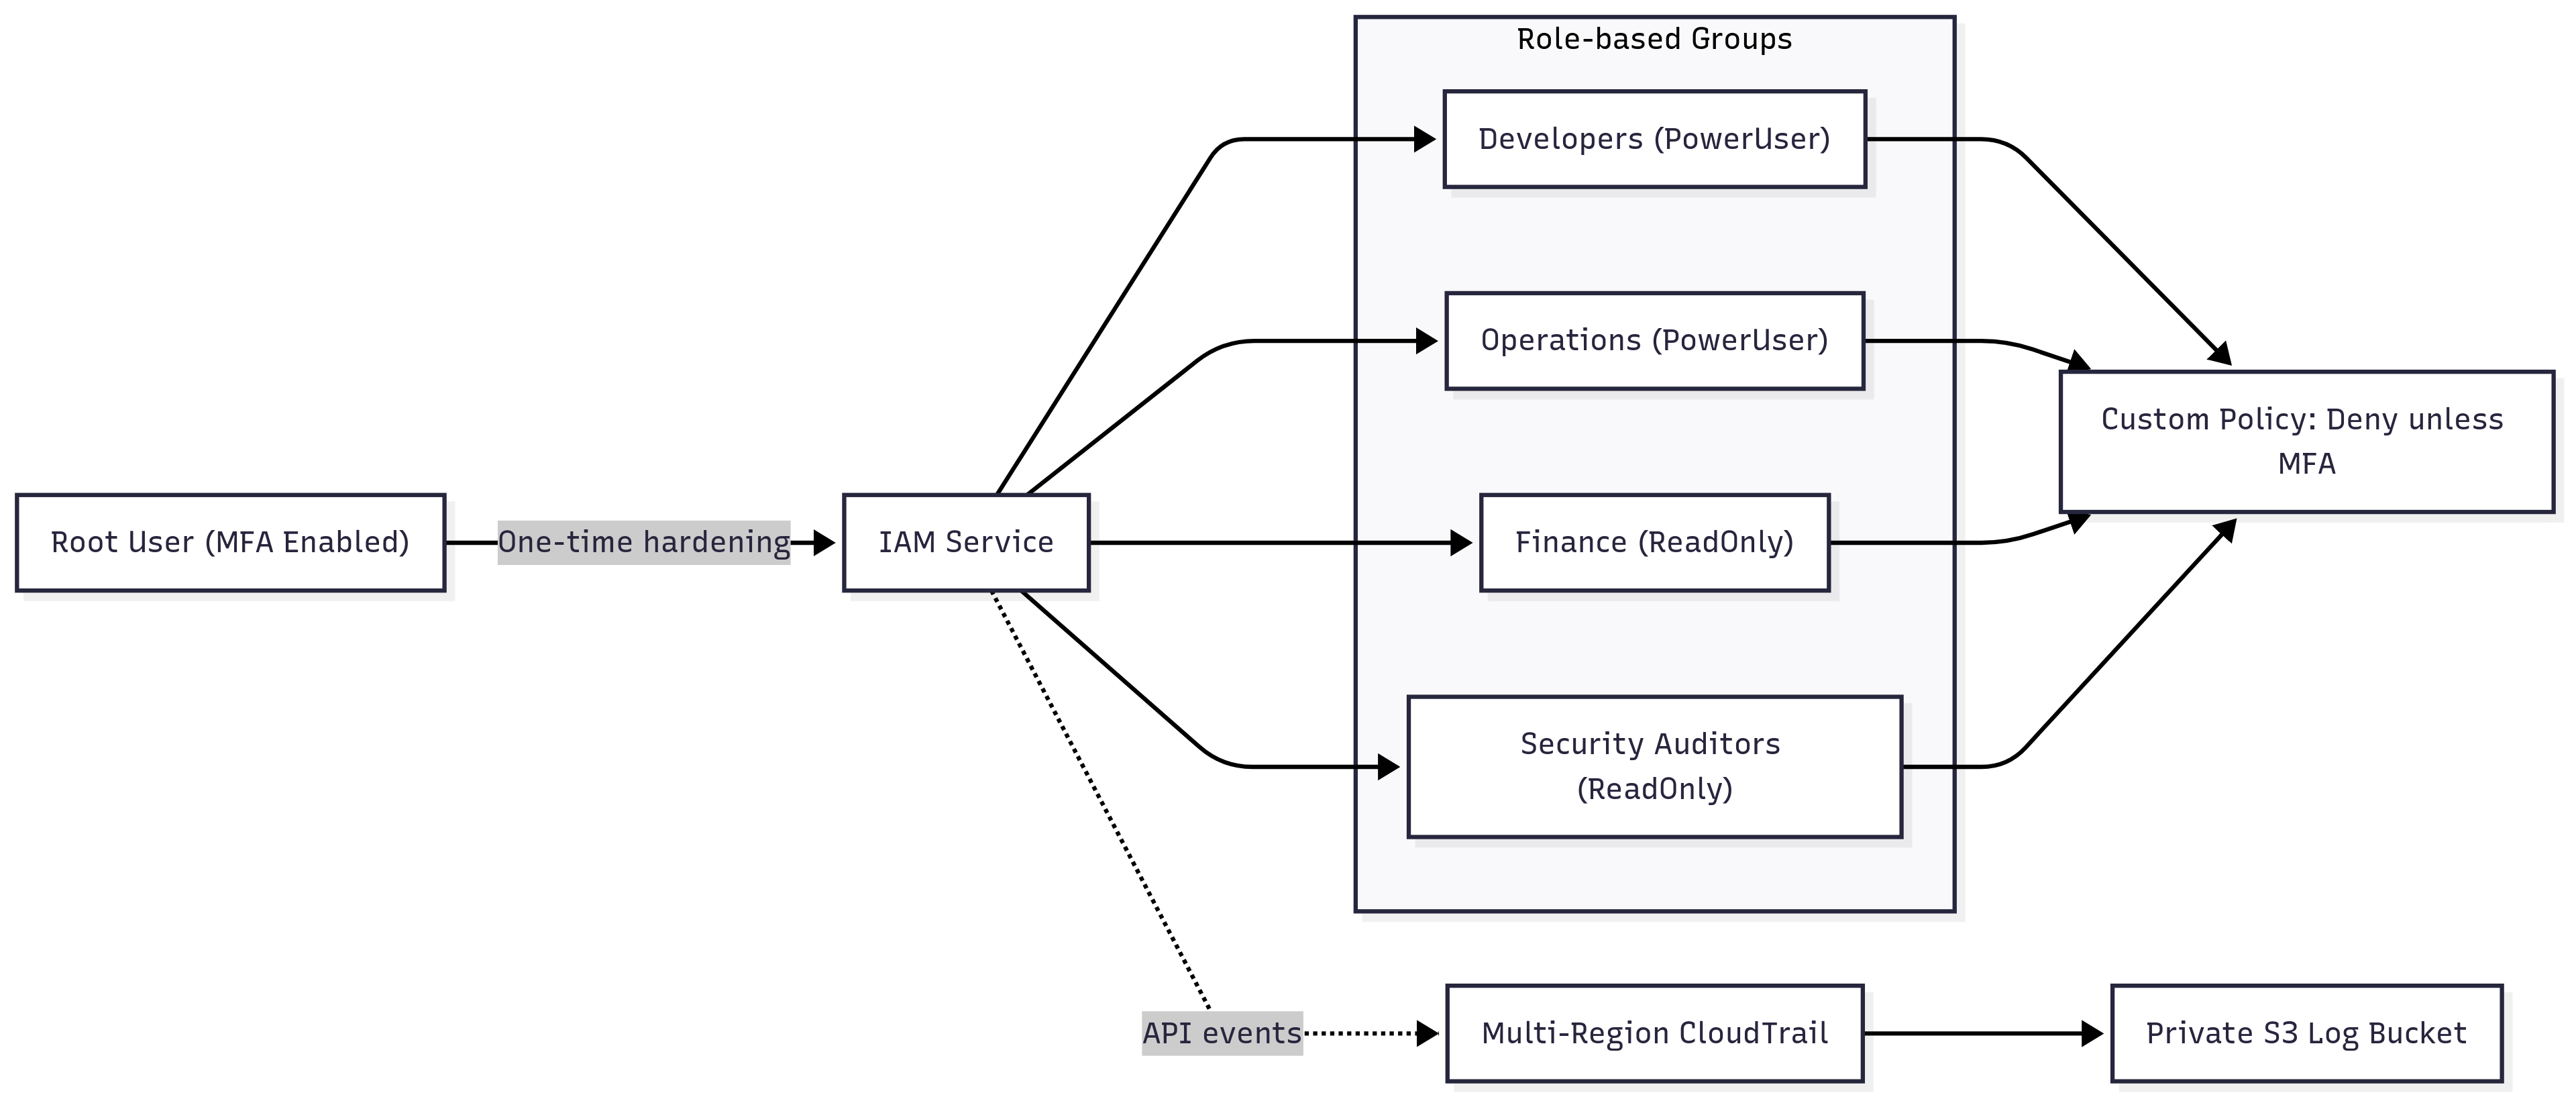 Role-based Groups
Developers (PowerUser)
Operations (PowerUser)
Custom Policy: Deny unless
MFA
Root User (MFA Enabled)
One-time hardening
IAM Service
Finance (ReadOnly)
Security Auditors
(ReadOnly)
API events
Multi-Region CloudTrail
Private S3 Log Bucket